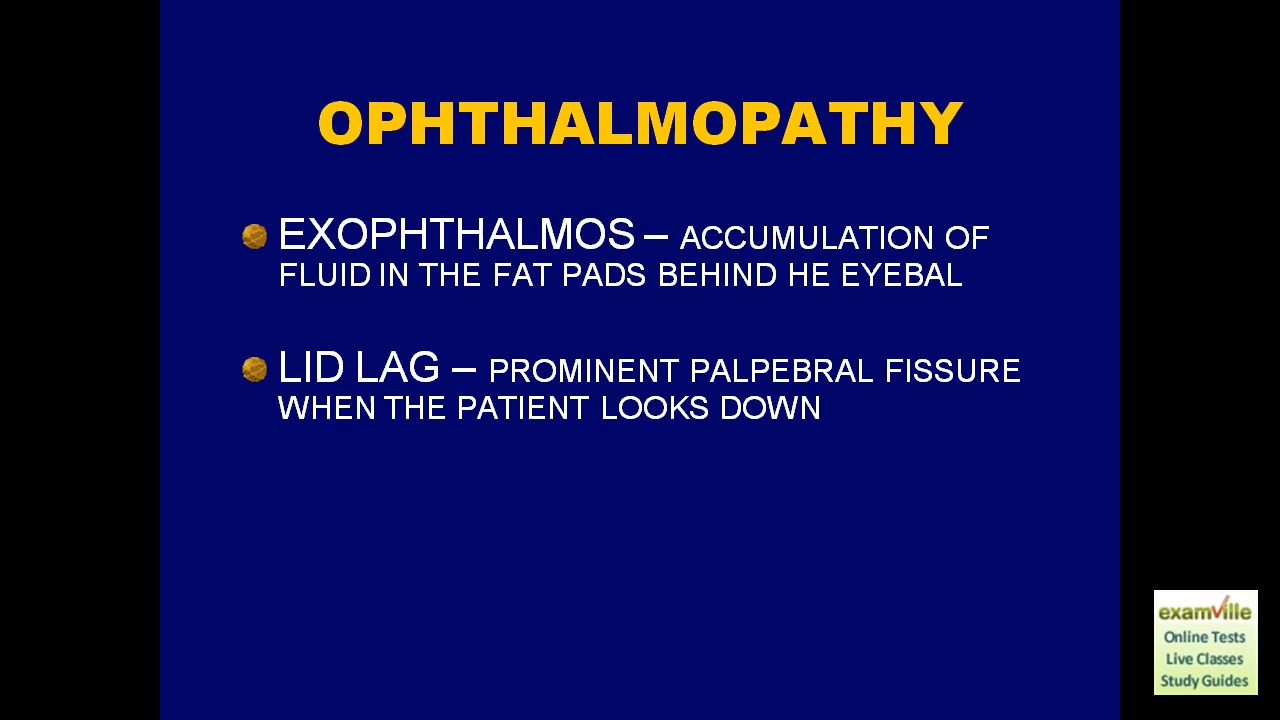 OPHTHALMOPATHY
EXOPHTHALMOS – ACCUMULATION OF
FLUID IN THE FAT PADS BEHIND HE EYEBAL
LID LAG – PROMINENT PALPEBRAL FISSURE
WHEN THE PATIENT LOOKS DOWN
examville
Online Tests
Live Classes
Study Guides